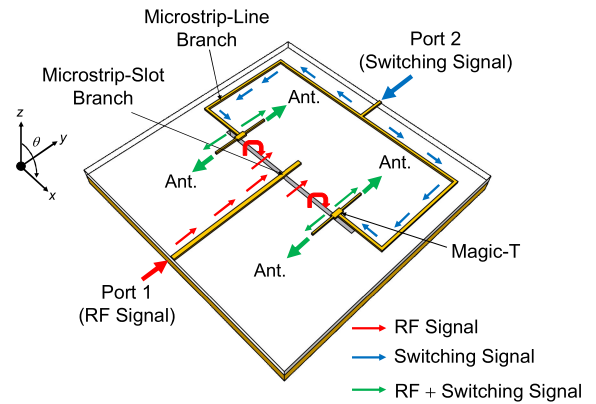 Microstrip-Line
Branch
Port 2
(Switching Signal)
Microstrip-Slot
Branch
Ant.
z
θ
y
x
Ant.
Ant.
Ant.
Magic-T
Port 1
(RF Signal)
RF Signal
Switching Signal
RF + Switching Signal